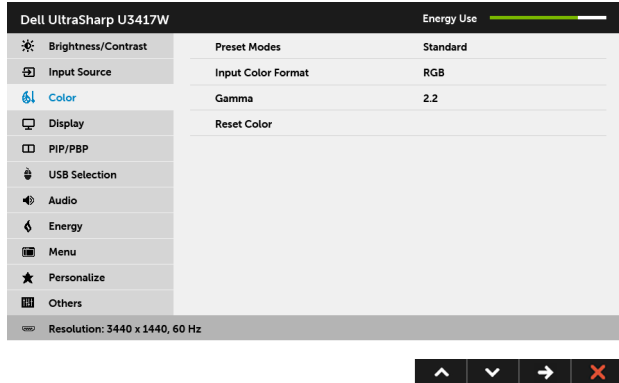 Dell UltraSharp U3417W Energy Use
Brightness/Contrast Preset Modes Standard
Input Source Input Color Format RGB
Color Gamma 2.2
Display Reset Color
PIP/PBP
USB Selection
Audio
Energy
Menu
Personalize
Others
Resolution: 3440 x 1440, 60 Hz